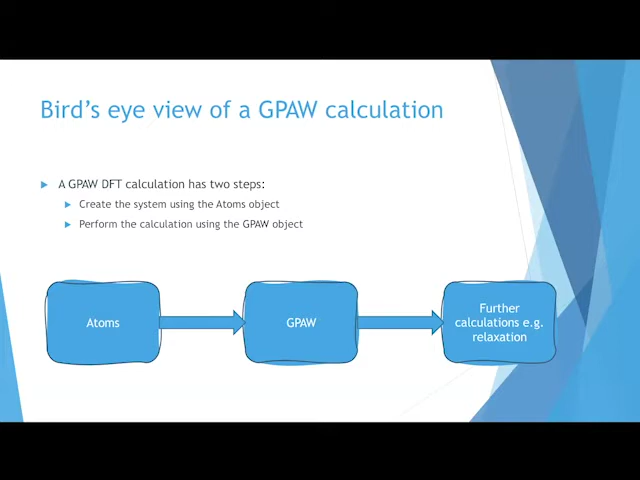 Bird's eye view of a GPAW calculation
A GPAW DFT calculation has two steps:
Create the system using the Atoms object
Perform the calculation using the GPAW object
Atoms
GPAW
Further
calculations e.g.
relaxation